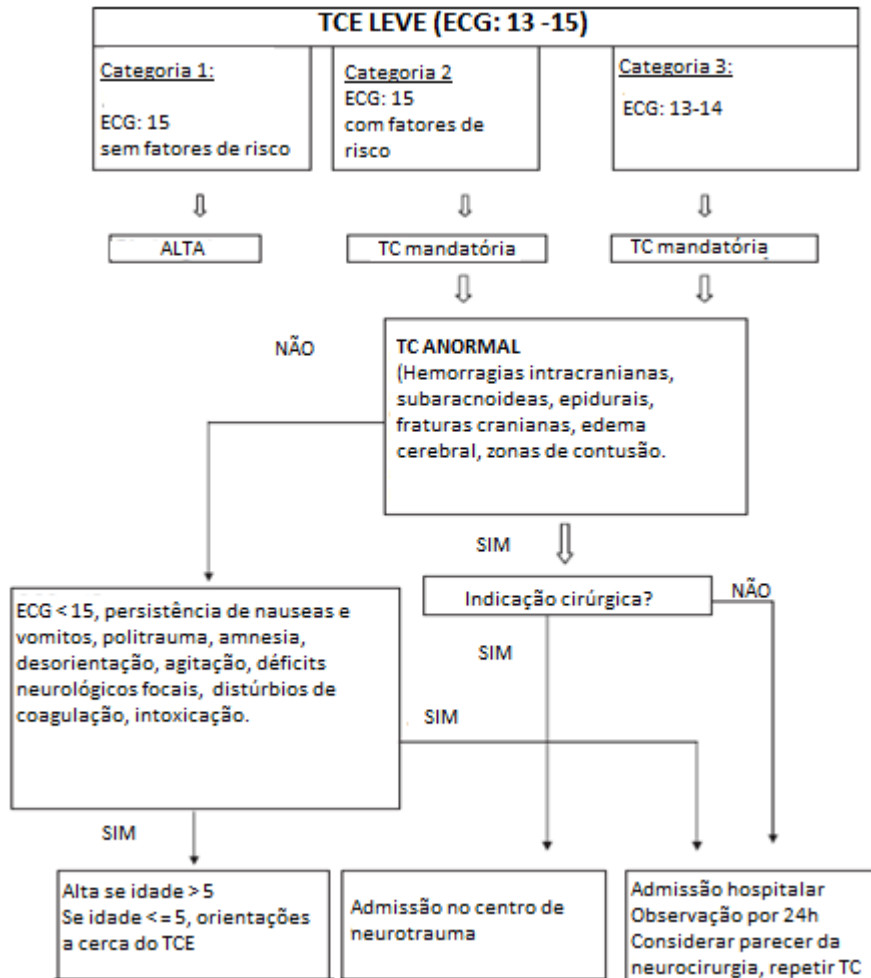 TCE LEVE (ECG: 13 -15)
Categoria 1:
ECG: 15
sem fatores de risco
Categoria 2
ECG: 15
com fatores de
risco
Categoria 3:
ECG: 13-14
ALTA
TC mandatória
TC mandatória
NÃO
TC ANORMAL
(Hemorragias intracranianas,
subaracnoideas, epidurais,
fraturas cranianas, edema
cerebral, zonas de contusão.
SIM
Indicação cirúrgica?
NÃO
SIM
ECG < 15, persistência de nauseas e
vomitos, politrauma, amnesia,
desorientação, agitação, déficits
neurológicos focais, distúrbios de
coagulação, intoxicação.
SIM
SIM
Alta se idade > 5
Se idade <= 5, orientações
a cerca do TCE
Admissão no centro de
neurotrauma
Admissão hospitalar
Observação por 24h
Considerar parecer da
neurocirurgia, repetir TC